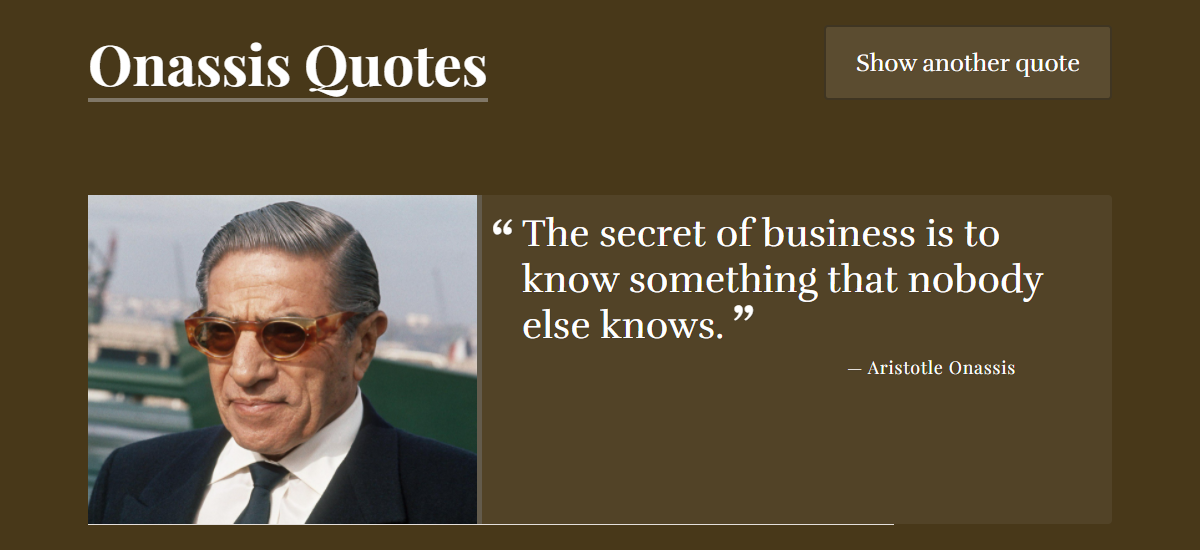 Onassis Quotes
Show another quote
“ The secret of business is to
know something that nobody
else knows. ”
— Aristotle Onassis